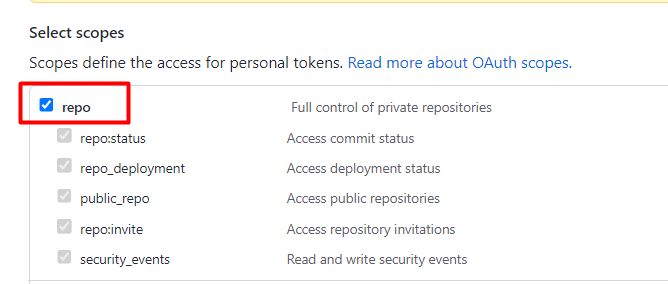 Select scopes
Scopes define the access for personal tokens. Read more about OAuth scopes.
repo Full control of private repositories
repo:status Access commit status
repo_deployment Access deployment status
public_repo Access public repositories
repo:invite Access repository invitations
security_events Read and write security events